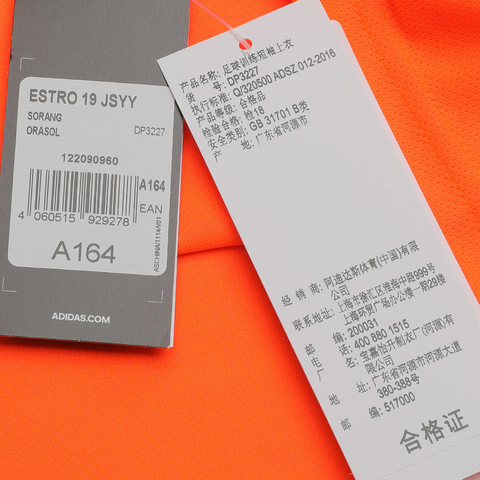 ESTRO 19 JSYY
SORANG
ORASOL
DP3227
122090960
A164
4 060515 929278
EAN
A164
ADIDAS.COM
产品名称: 足球训练短袖上衣
货 号: DP3227
执行标准: Q/320500 ADSZ 012-2016
产品等级: 合格品
检验合格: 检18
安全类别: GB 31701 B类
产 地: 广东省河源市
经 销 商: 阿迪达斯体育(中国)有限
公司
联系地址: 上海市徐汇区淮海中路999号
上海环贸广场办公楼一期29楼
邮 编: 200031
电 话: 400 880 1515
厂 名: 宝嘉怡升制衣厂(河源)有
限公司
地 址: 广东省河源市河源大道
380-388号
邮 编: 517000
合格证